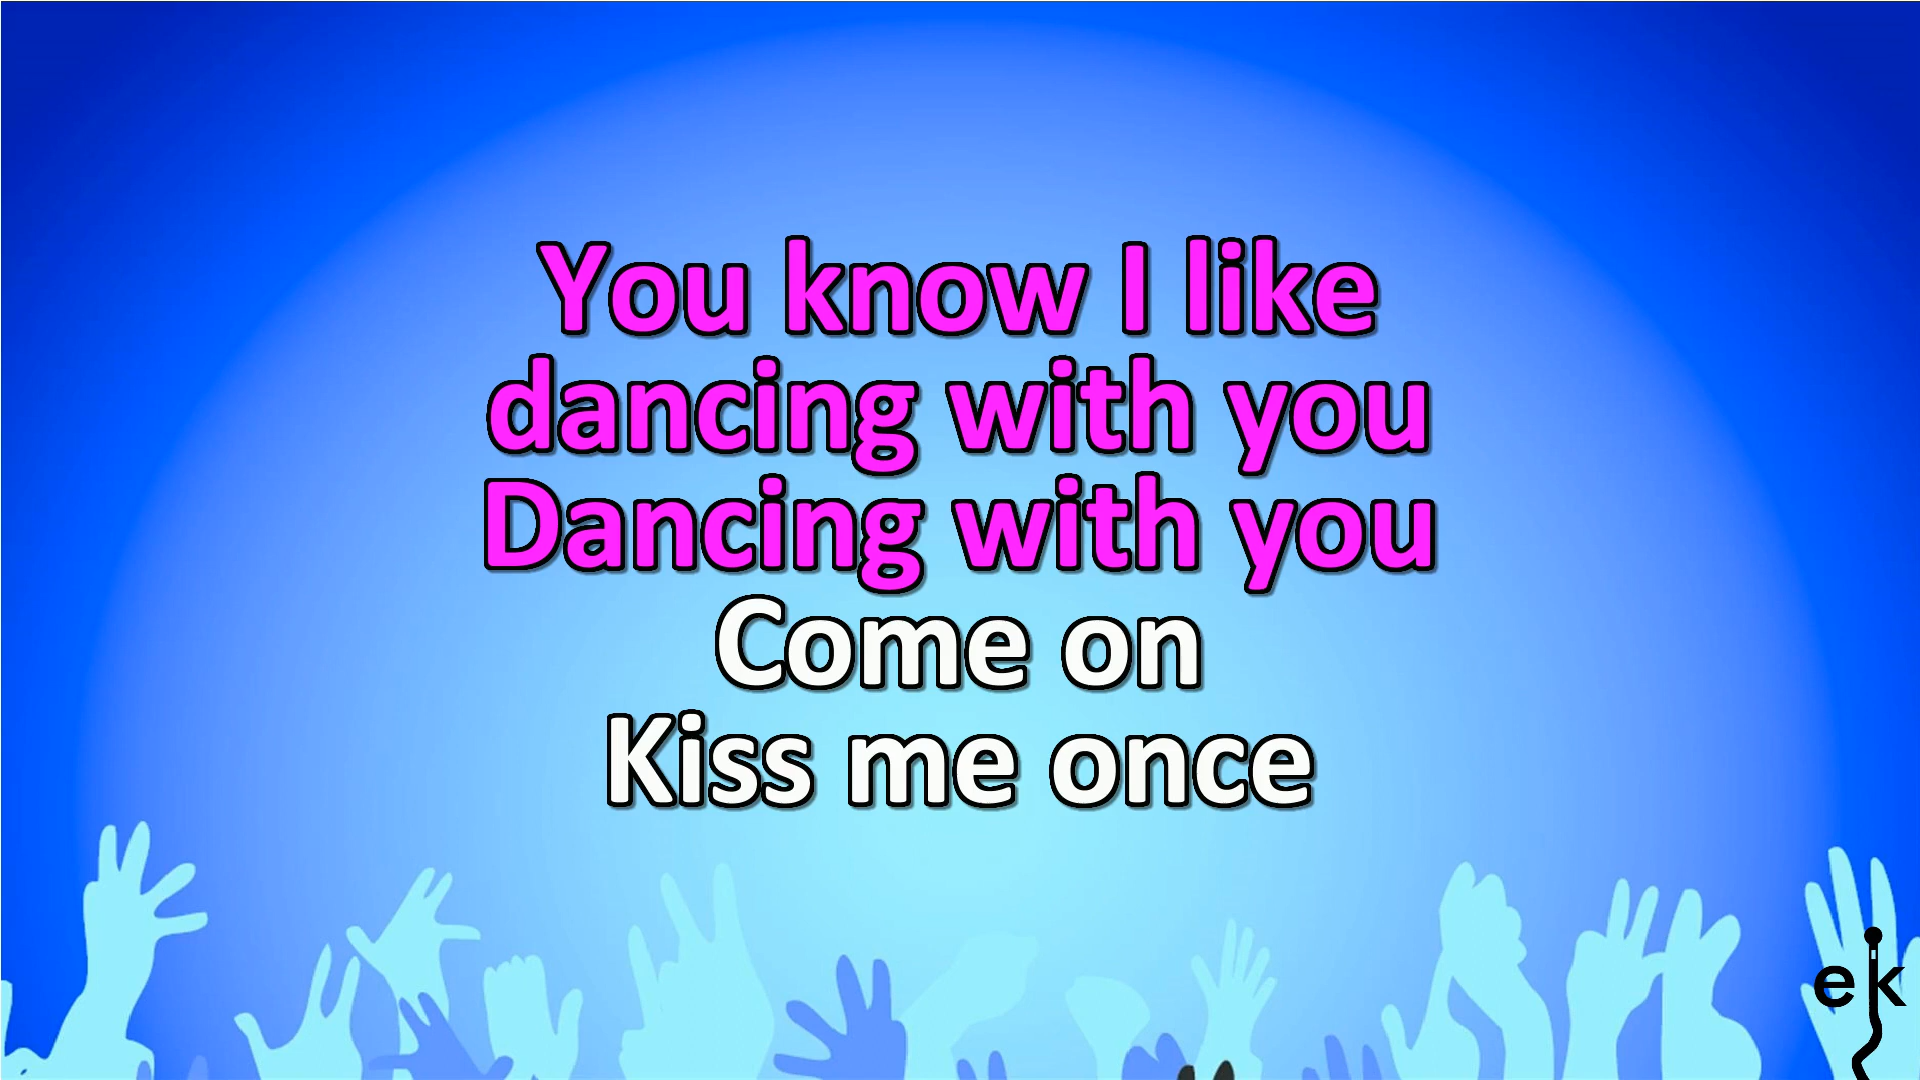 You know I like
dancing with you
Dancing with you
Come on
Kiss me once
ek